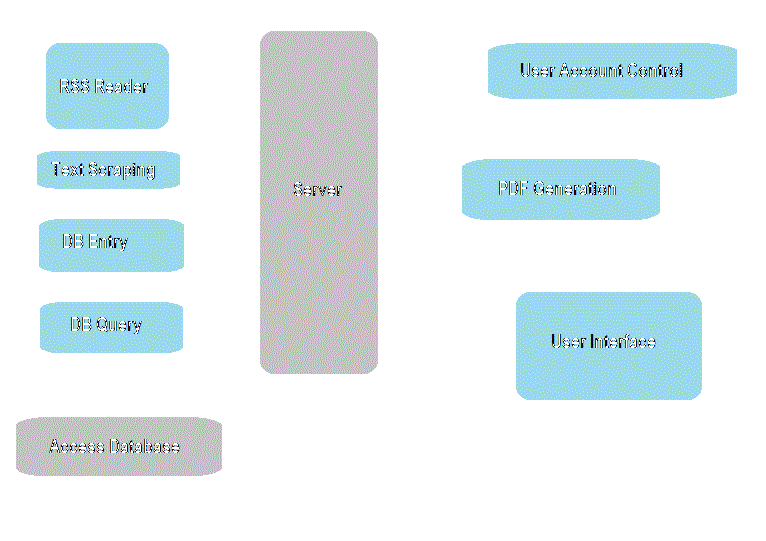 RSS Reader
Text Scraping
DB Entry
DB Query
Access Database
Server
User Account Control
PDF Generation
User Interface